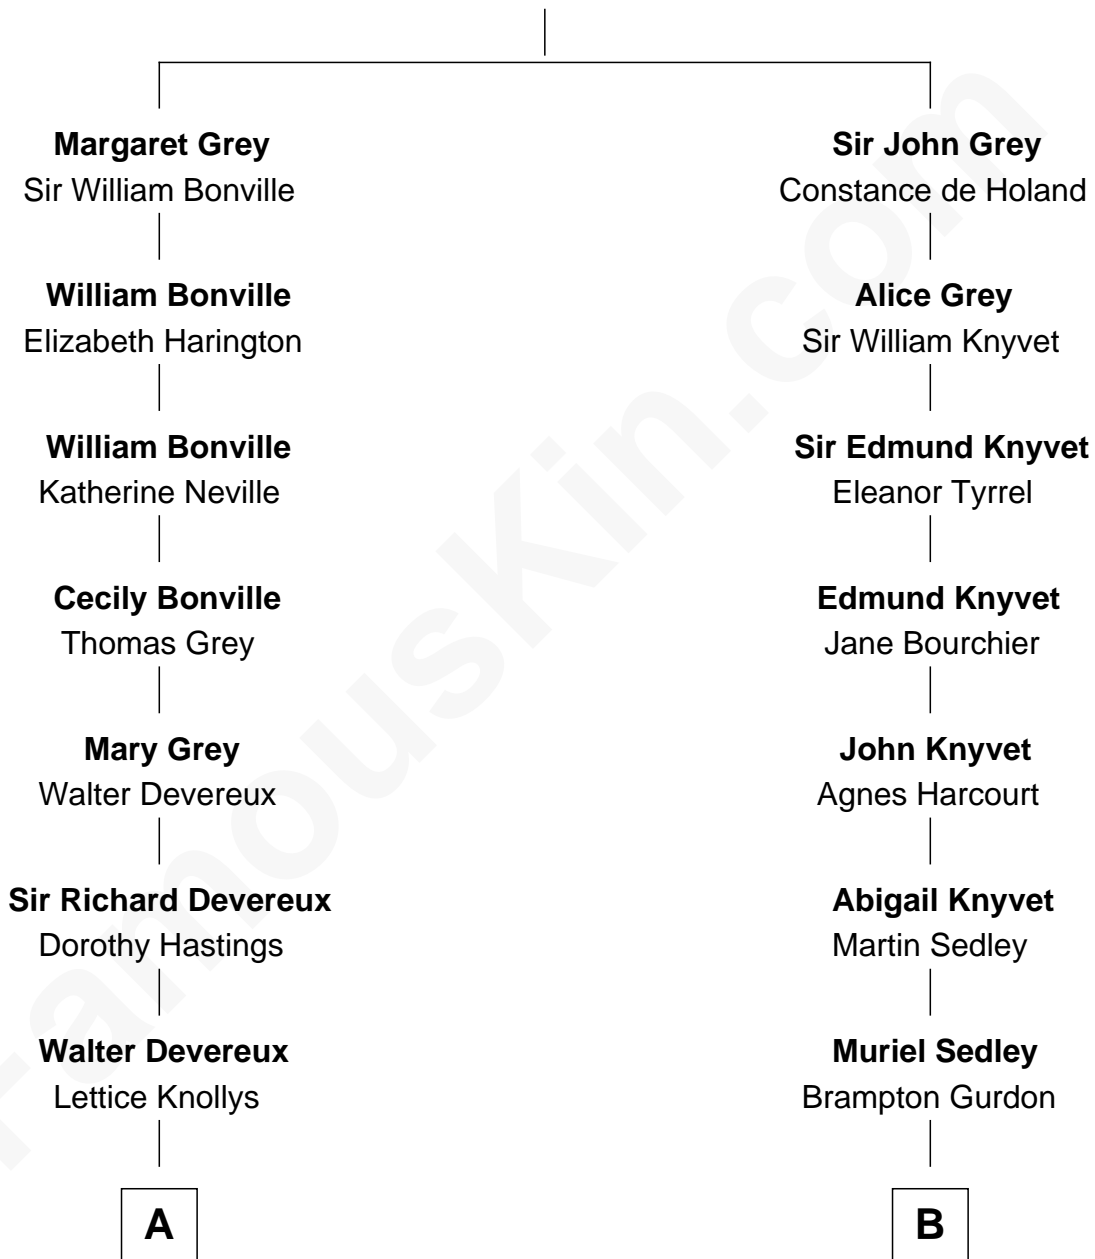 Margaret Grey
Sir William Bonville
William Bonville
Elizabeth Harington
William Bonville
Katherine Neville
Cecily Bonville
Thomas Grey
Mary Grey
Walter Devereux
Sir Richard Devereux
Dorothy Hastings
Walter Devereux
Lettice Knollys
A
Sir John Grey
Constance de Holand
Alice Grey
Sir William Knyvet
Sir Edmund Knyvet
Eleanor Tyrrel
Edmund Knyvet
Jane Bourchier
John Knyvet
Agnes Harcourt
Abigail Knyvet
Martin Sedley
Muriel Sedley
Brampton Gurdon
B
FamousKin.com